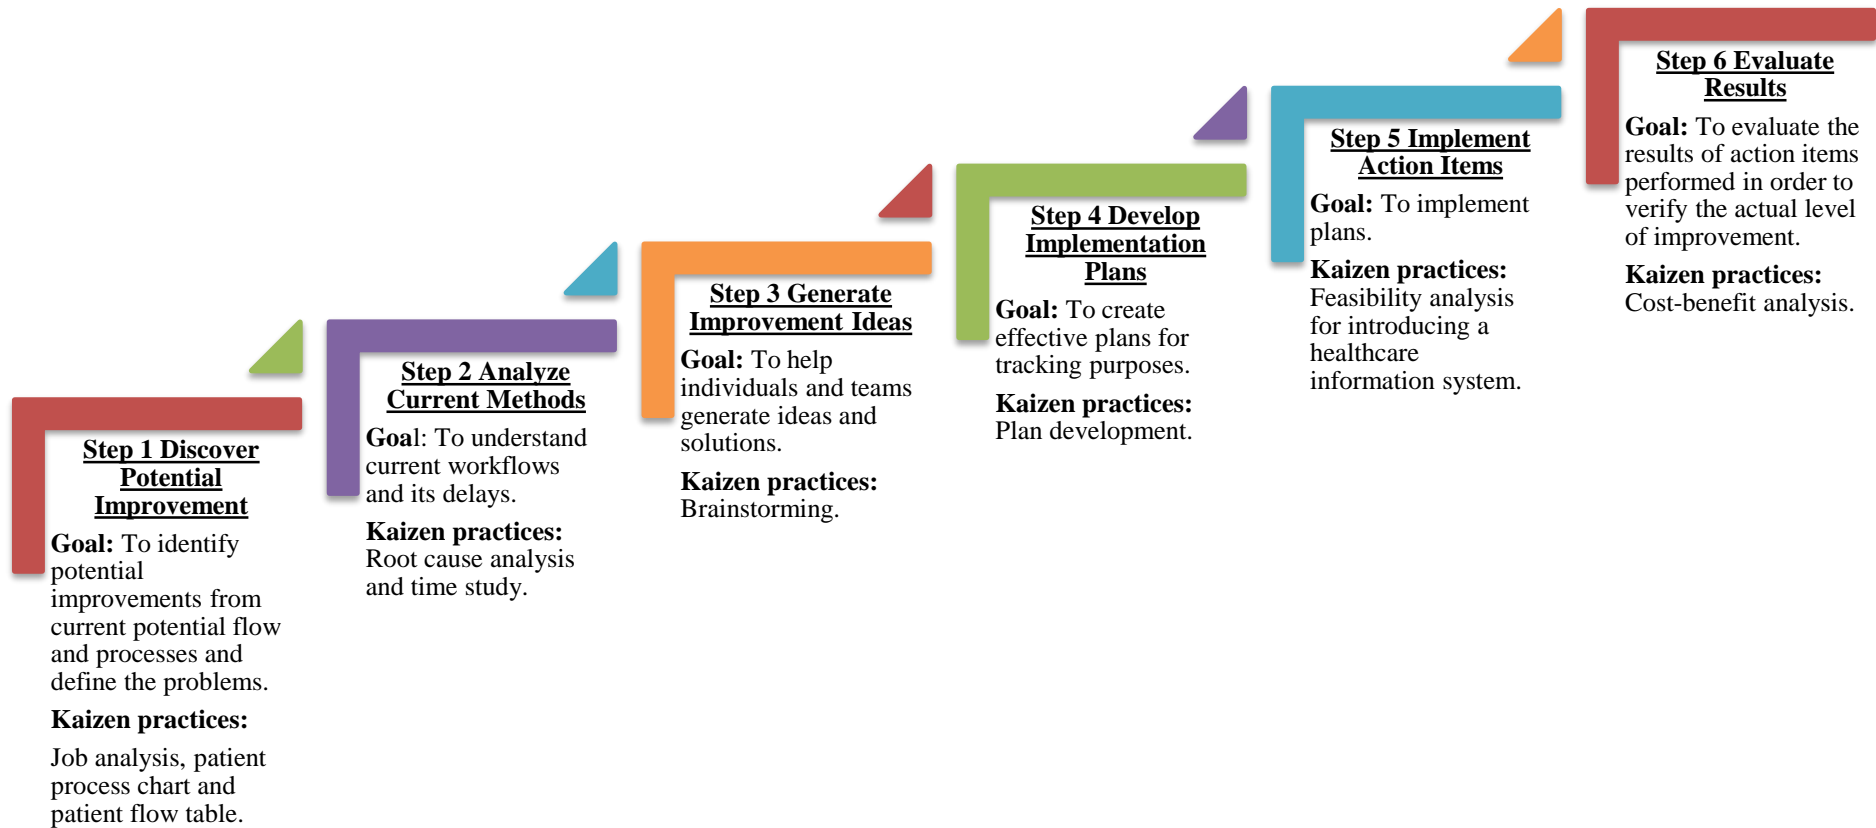 Step 1 Discover
Potential
Improvement
Goal: To identify
potential
improvements from
current potential flow
and processes and
define the problems.
Kaizen practices:
Job analysis, patient
process chart and
patient flow table.
Step 2 Analyze
Current Methods
Goal: To understand
current workflows
and its delays.
Kaizen practices:
Root cause analysis
and time study.
Step 3 Generate
Improvement Ideas
Goal: To help
individuals and teams
generate ideas and
solutions.
Kaizen practices:
Brainstorming.
Step 4 Develop
Implementation
Plans
Goal: To create
effective plans for
tracking purposes.
Kaizen practices:
Plan development.
Step 5 Implement
Action Items
Goal: To implement
plans.
Kaizen practices:
Feasibility analysis
for introducing a
healthcare
information system.
Step 6 Evaluate
Results
Goal: To evaluate the
results of action items
performed in order to
verify the actual level
of improvement.
Kaizen practices:
Cost-benefit analysis.